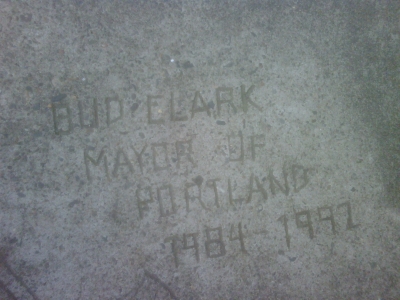 BUD CLARK
MAYOR OF
PORTLAND
1984-1992